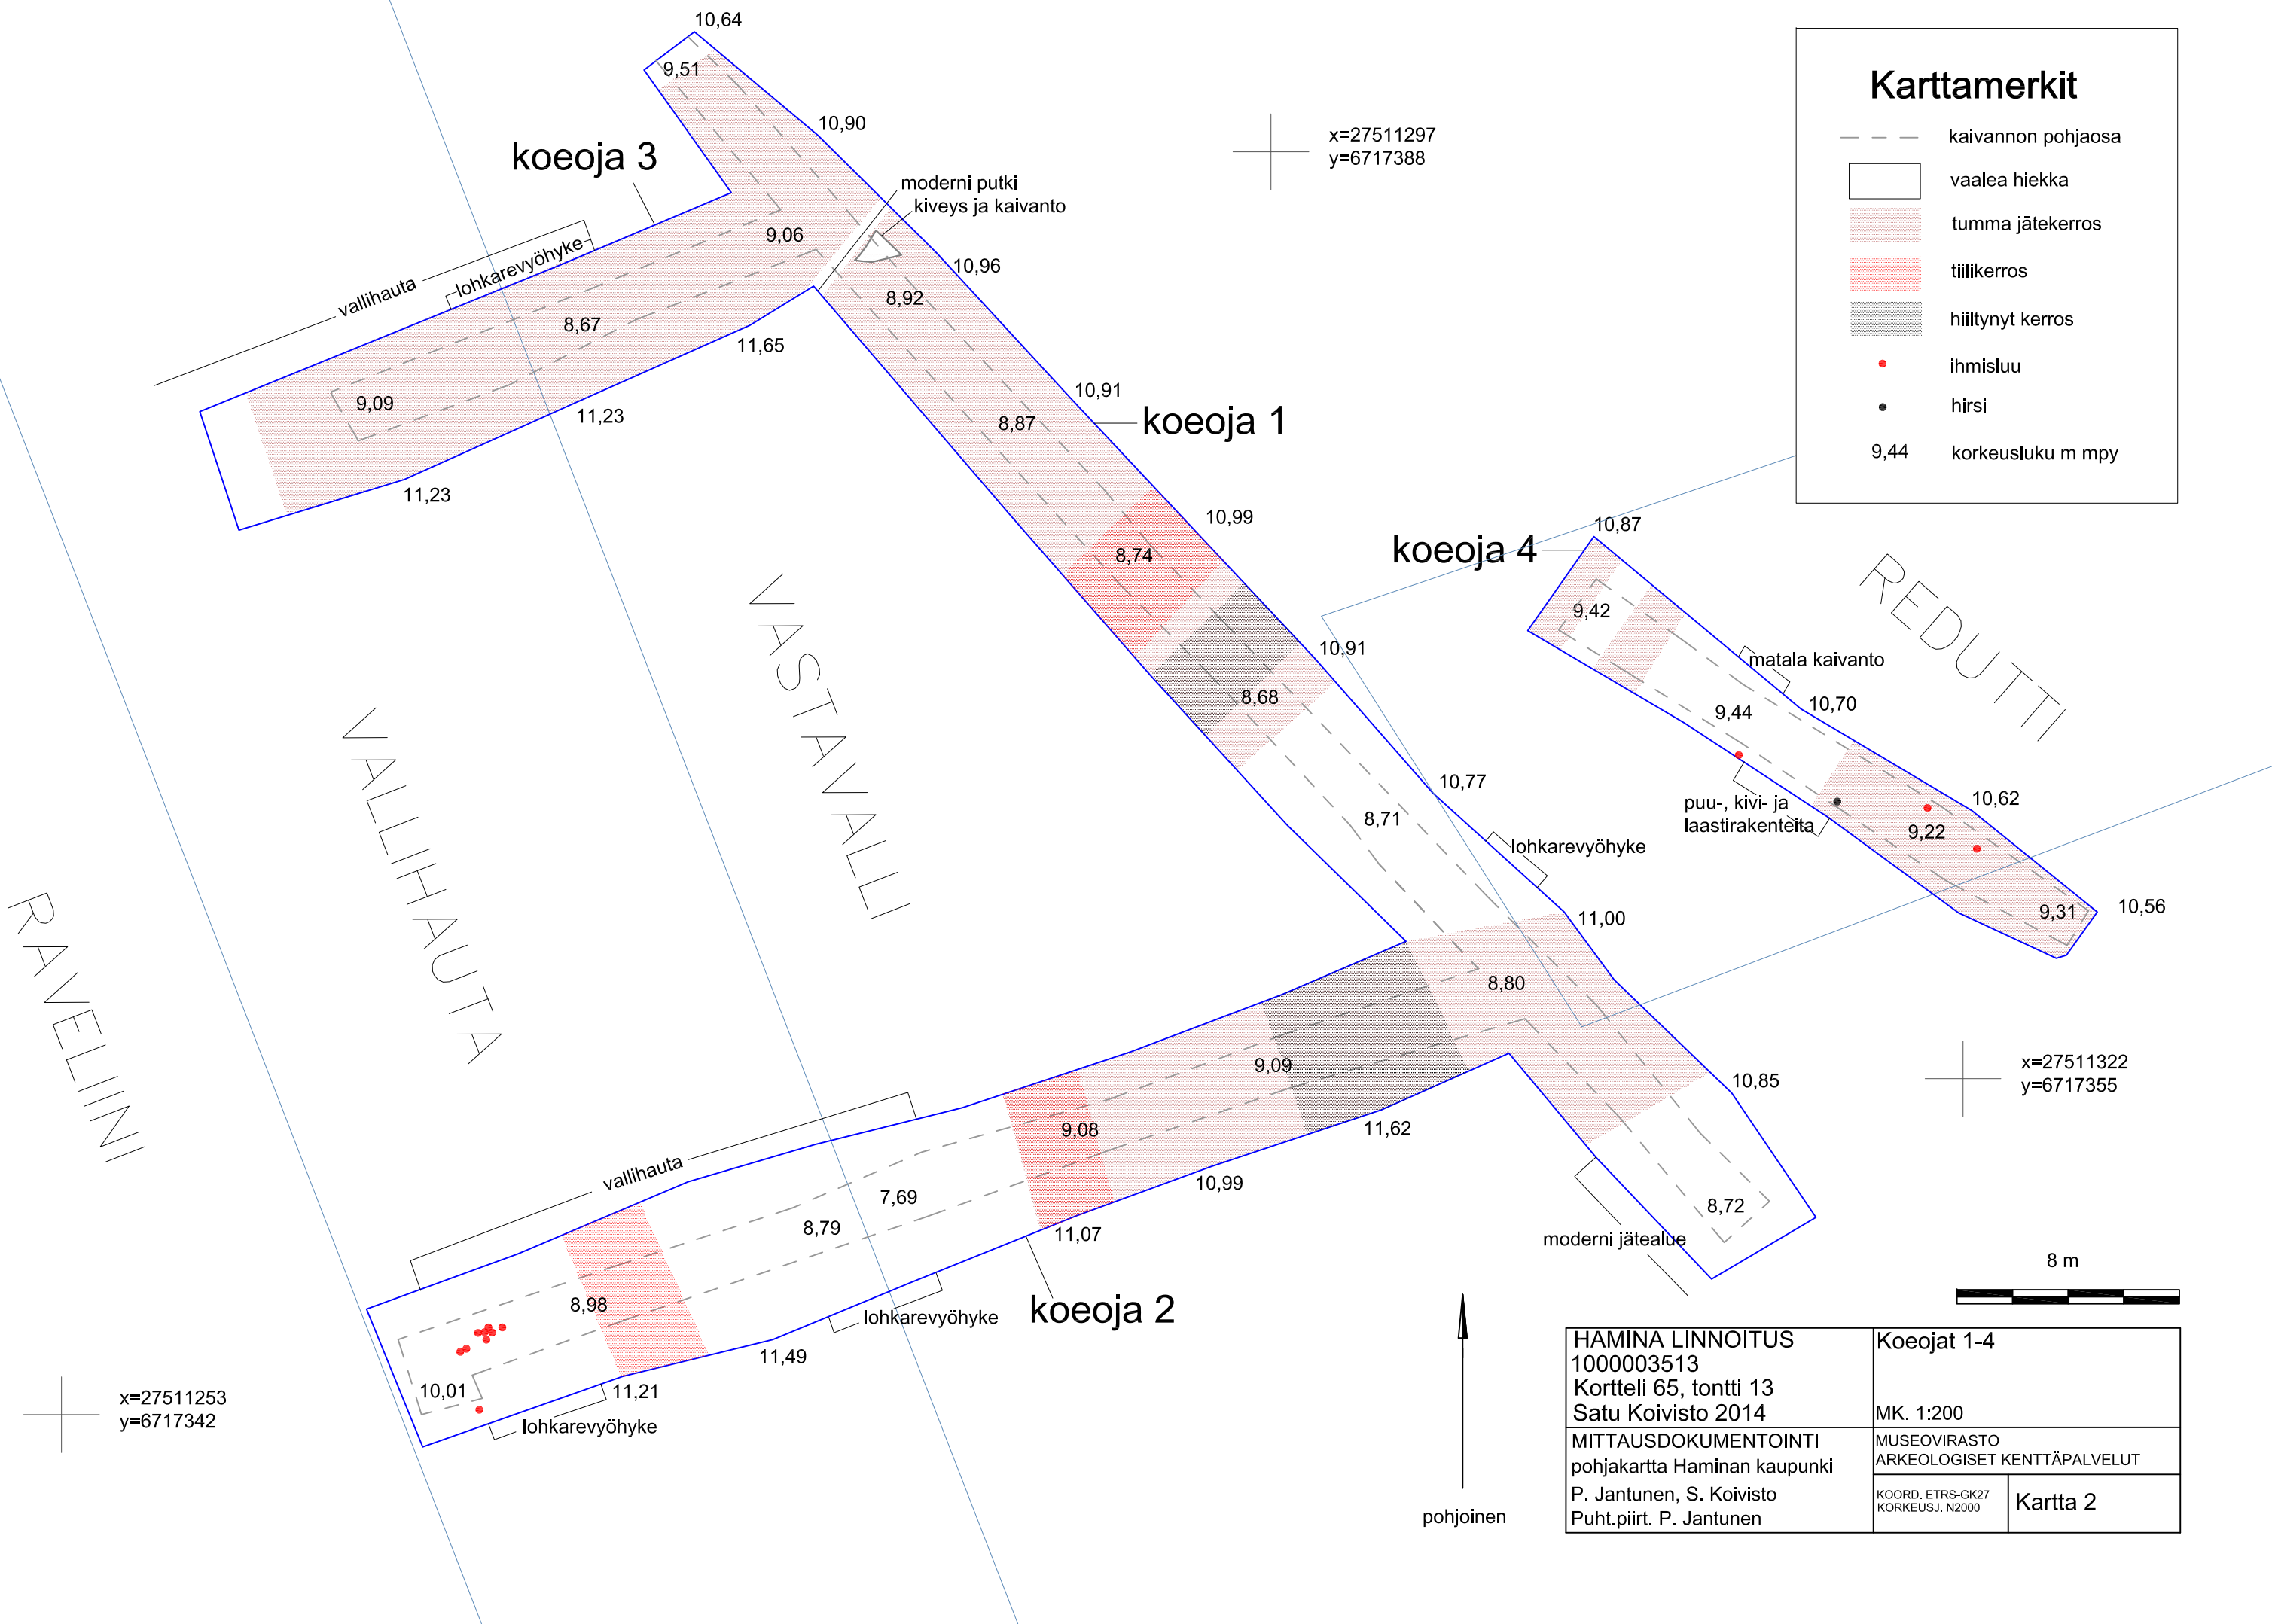 10,64
9,51
10,90
koeoja 3
moderni putki
kiveys ja kaivanto
x=27511297
y=6717388
9,06
lohkarevyöhyke
vallihauta
10,96
8,92
8,67
11,65
9,09
11,23
11,23
10,91
koeoja 1
8,87
10,99
8,74
10,91
8,68
10,77
8,71
lohkarevyöhyke
11,00
8,80
10,85
8,72
moderni jätealue
Karttamerkit
kaivannon pohjaosa
vaalea hiekka
tumma jätekerros
tiilikerros
hiiltynyt kerros
ihmisluu
hirsi
9,44 korkeusluku m mpy
koeoja 4
10,87
9,42
matala kaivanto
10,70
9,44
puu-, kivi- ja
laastirakenteita
10,62
9,22
9,31
10,56
REDUTTI
VASTAVALLI
VALLIHAUTA
RAVELIINI
x=27511322
y=6717355
9,09
11,62
9,08
10,99
11,07
7,69
8,79
vallihauta
8,98
lohkarevyöhyke
koeoja 2
11,49
11,21
10,01
lohkarevyöhyke
x=27511253
y=6717342
pohjoinen
8 m
HAMINA LINNOITUS
1000003513
Kortteli 65, tontti 13
Satu Koivisto 2014
Koeojat 1-4
MK. 1:200
MITTAUSDOKUMENTOINTI
pohjakartta Haminan kaupunki
P. Jantunen, S. Koivisto
Puht.piirt. P. Jantunen
MUSEOVIRASTO
ARKEOLOGISET KENTTÄPALVELUT
KOORD. ETRS-GK27
KORKEUSJ. N2000
Kartta 2